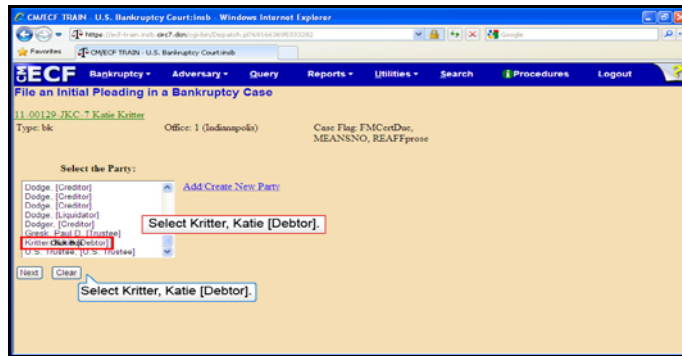 CM/ECF TRAIN - U.S. Bankruptcy Court:insb - Windows Internet Explorer
Google
Favorites CM/ECF TRAIN - U.S. Bankruptcy Court:insb
ECF Bankruptcy Adversary Query Reports Utilities Search Procedures Logout ?
File an Initial Pleading in a Bankruptcy Case
11-00129-JKC-7 Katie Kritter
Type: bk Office: 1 (Indianapolis) Case Flag: FMCertDue, MEANSNO, REAFFprose
Select the Party:
Dodge, [Creditor]
Dodge, [Creditor]
Dodge, [Creditor]
Dodge, [Liquidator]
Dodger, [Creditor]
Gresk, Paul D. [Trustee]
Kritter [Debtor]
U.S. Trustee, [U.S. Trustee]
Add/Create New Party
Select Kritter, Katie [Debtor].
Next Clear
Select Kritter, Katie [Debtor].